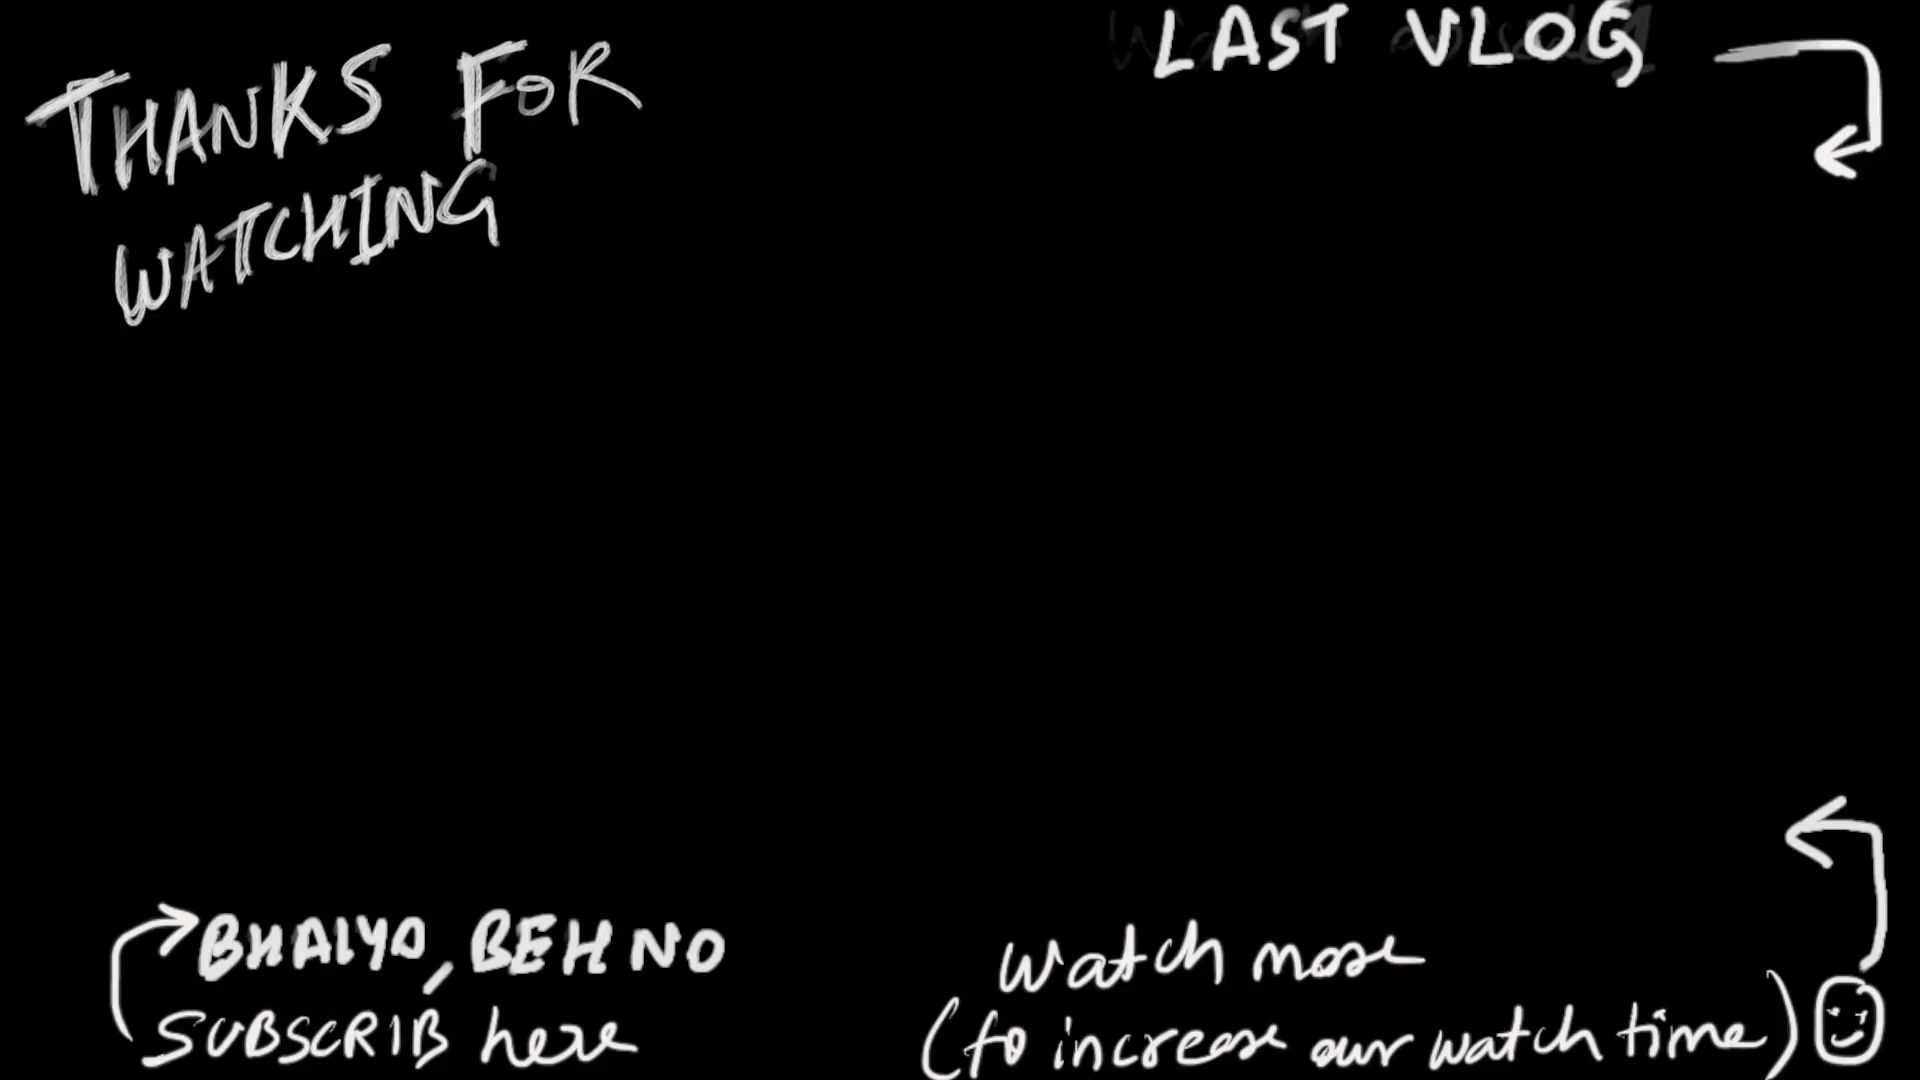 THANKS FOR
WATCHING
LAST VLOG
BHAIYO, BEHNO
SUBSCRIB here
Watch more
(to increase our watch time)